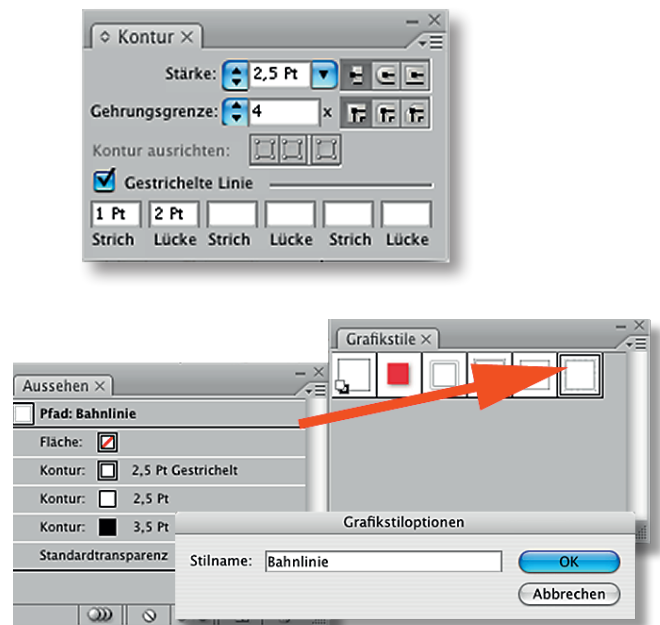 Kontur ×
Stärke: 2,5 Pt
Gehrungsgrenze: 4 x
Kontur ausrichten:
Gestrichelte Linie
1 Pt 2 Pt
Strich Lücke Strich Lücke Strich Lücke
Grafikstile ×
Aussehen ×
Pfad: Bahnlinie
Fläche:
Kontur: 2,5 Pt Gestrichelt
Kontur: 2,5 Pt
Kontur: 3,5 Pt
Standardtransparenz
Grafikstiloptionen
Stilname: Bahnlinie
OK
Abbrechen